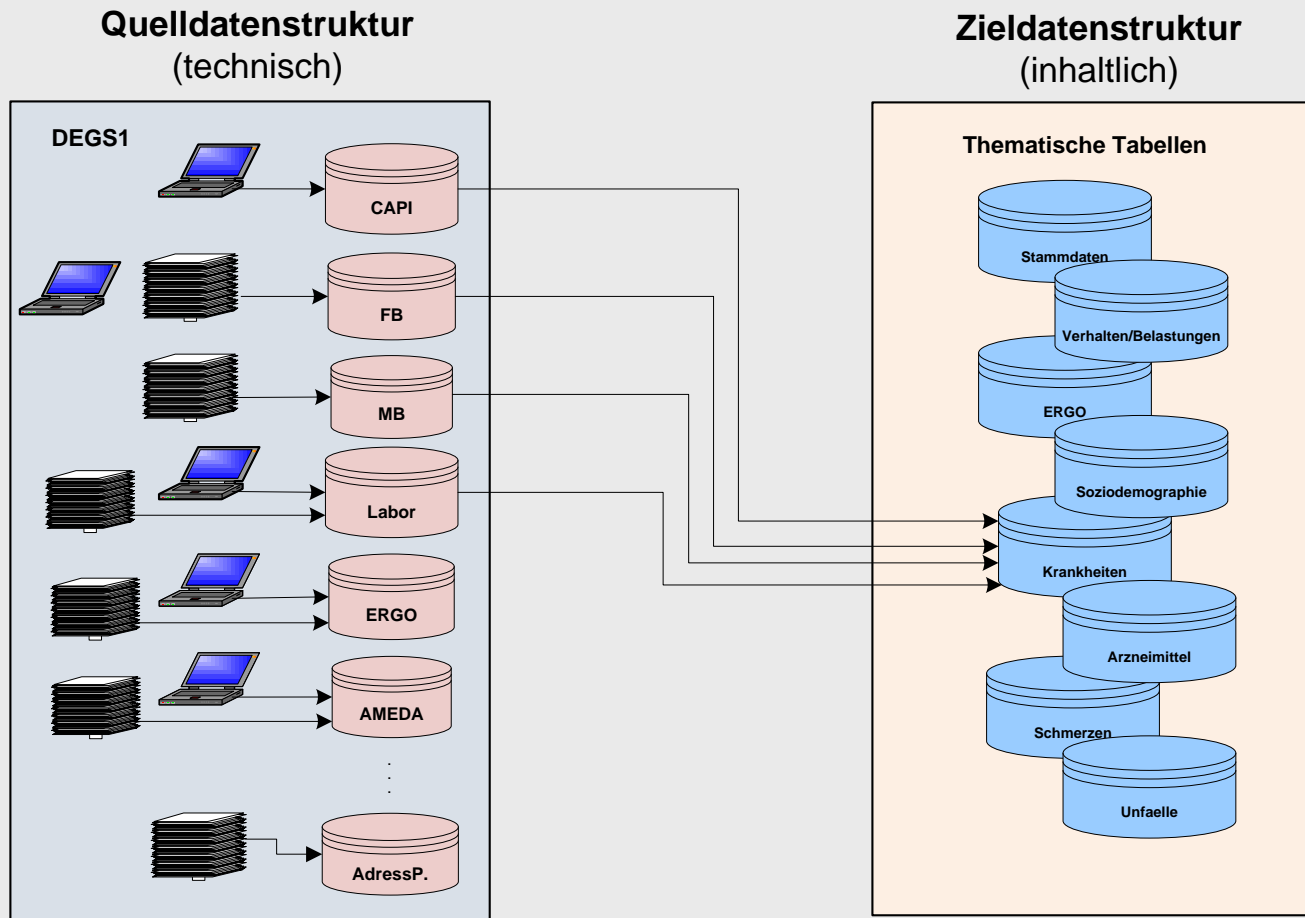 Quelldatenstruktur
(technisch)
DEGS1
CAPI
FB
MB
Labor
ERGO
AMEDA
.
.
.
AdressP.
Zieldatenstruktur
(inhaltlich)
Thematische Tabellen
Stammdaten
Verhalten/Belastungen
ERGO
Soziodemographie
Krankheiten
Arzneimittel
Schmerzen
Unfaelle